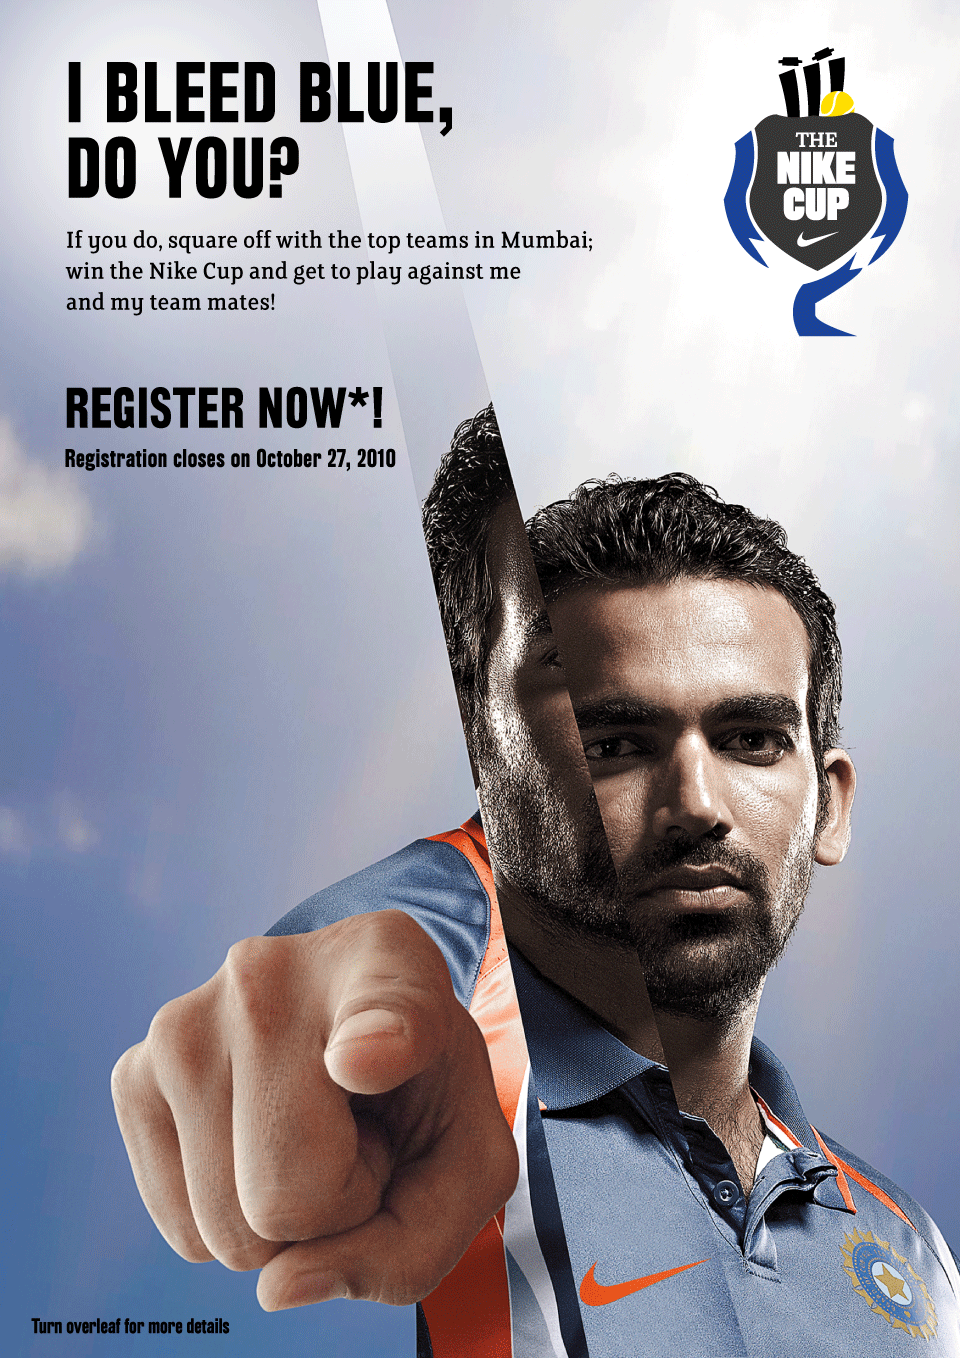 I BLEED BLUE,
DO YOU?
If you do, square off with the top teams in Mumbai;
win the Nike Cup and get to play against me
and my team mates!
REGISTER NOW*!
Registration closes on October 27, 2010
THE
NIKE
CUP
Turn overleaf for more details